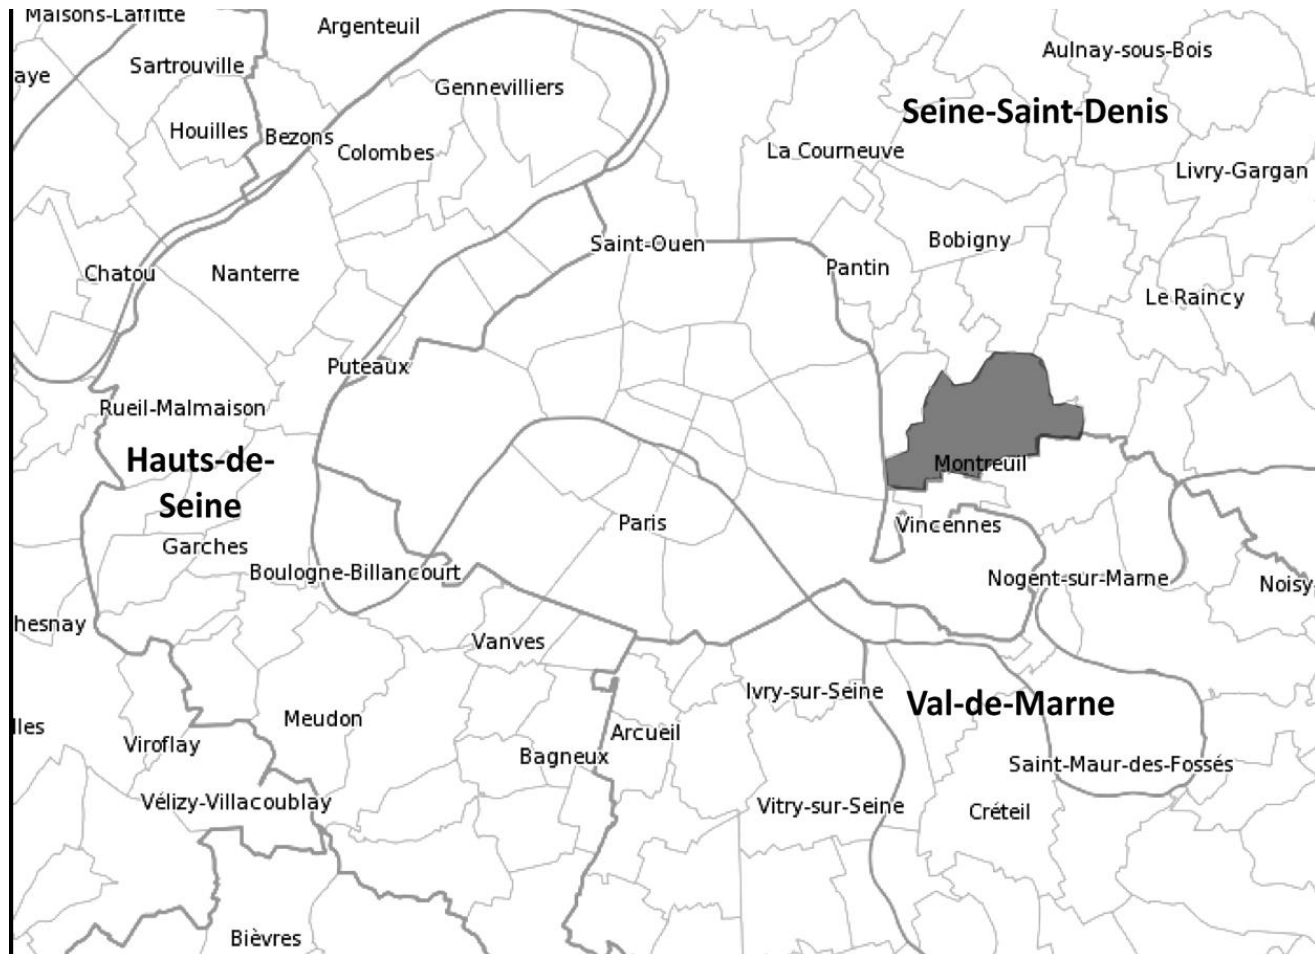 Maisons-Laffitte
Argenteuil
Aulnay-sous-Bois
Sartrouville
aye
Gennevilliers
Seine-Saint-Denis
Houilles
Bezons
Colombes
La Courneuve
Livry-Gargan
Saint-Ouen
Bobigny
Chatou
Nanterre
Pantin
Le Raincy
Puteaux
Rueil-Malmaison
Hauts-de-
Seine
Montreuil
Paris
Vincennes
Garches
Boulogne-Billancourt
Nogent-sur-Marne
Noisy
hesnay
Vanves
Ivry-sur-Seine
Val-de-Marne
Meudon
lles
Viroflay
Arcueil
Bagneux
Saint-Maur-des-Fossés
Vélizy-Villacoublay
Vitry-sur-Seine
Créteil
Bièvres